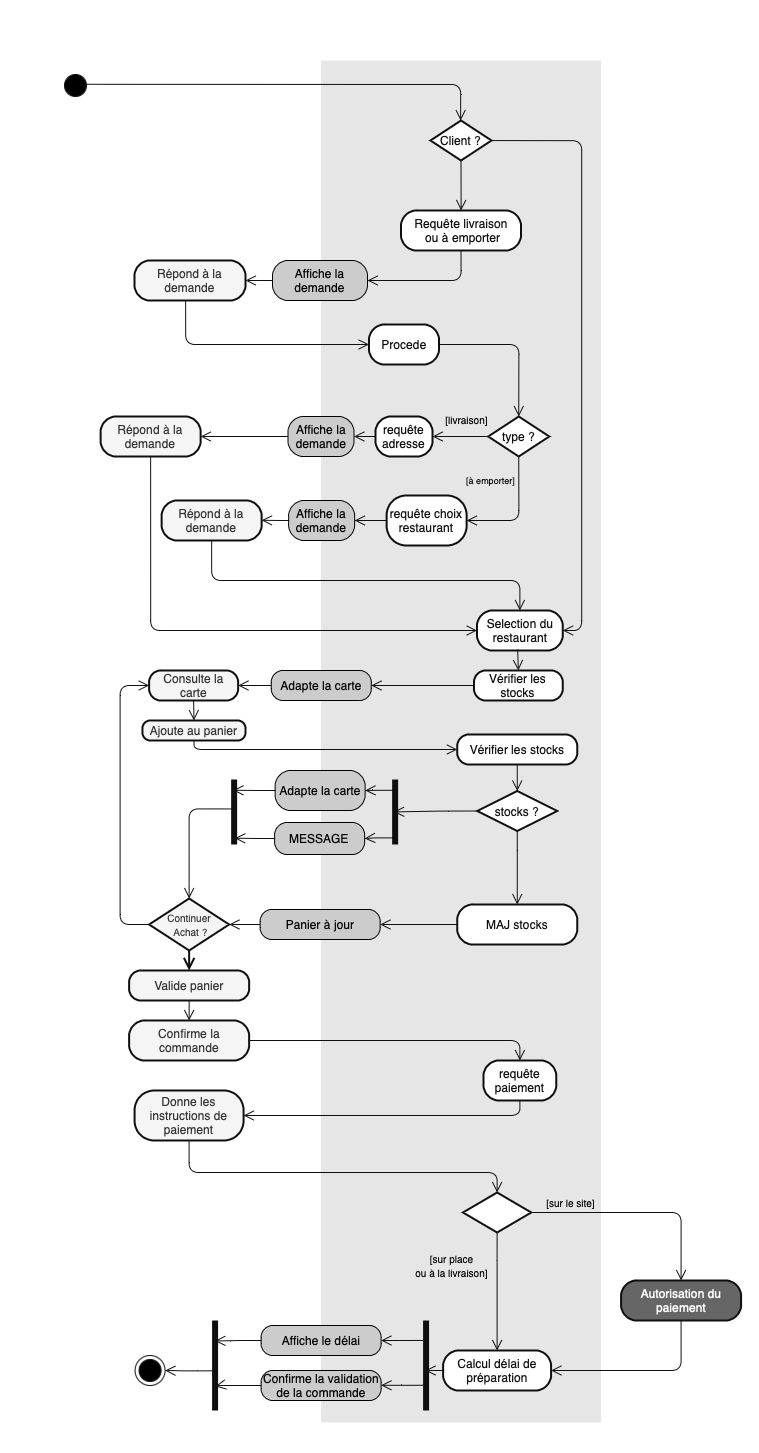 Client ?
Requête livraison
ou à emporter
Affiche la
demande
Répond à la
demande
Procede
[livraison]
type ?
requête
adresse
Affiche la
demande
Répond à la
demande
[à emporter]
requête choix
restaurant
Affiche la
demande
Répond à la
demande
Selection du
restaurant
Vérifier les
stocks
Adapte la carte
Consulte la
carte
Ajoute au panier
Vérifier les stocks
stocks ?
Adapte la carte
MESSAGE
MAJ stocks
Panier à jour
Continuer
Achat ?
Valide panier
Confirme la
commande
requête
paiement
Donne les
instructions de
paiement
[sur le site]
[sur place
ou à la livraison]
Autorisation du
paiement
Calcul délai de
préparation
Affiche le délai
Confirme la validation
de la commande